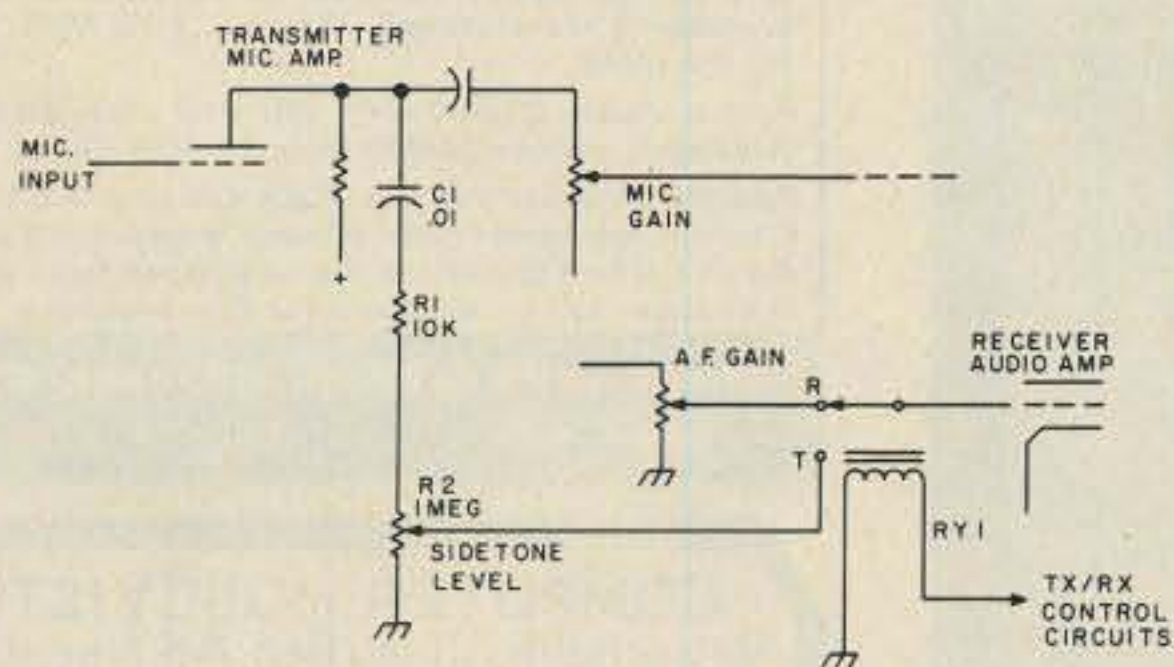 TRANSMITTER
MIC. AMP.
MIC.
INPUT
C1
.01
MIC.
GAIN
R1
10K
A.F. GAIN
R
RECEIVER
AUDIO AMP
T
R2
1MEG
SIDETONE
LEVEL
+
RY1
TX/RX
CONTROL
CIRCUITS